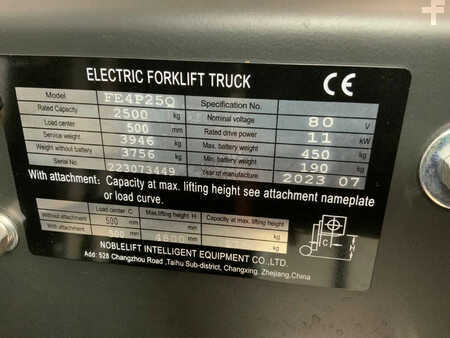 ELECTRIC FORKLIFT TRUCK CE
Model FE4P25Q Specification No.
Rated Capacity 2500 kg Nominal voltage 80 V
Load center 500 mm Rated drive power 11 kW
Service weight 3946 kg Max. battery weight 450 kg
Weight without battery 3756 kg Min. battery weight 190 kg
Serial No 223073449 Year of manufacture 2023 07
With attachment: Capacity at max. lifting height see attachment nameplate
or load curve.
Load center: C mm Max.lifting height H Capacity at max. lifting height
Without attachment 500 kg
With attachment 500 kg
C H
NOBLELIFT INTELLIGENT EQUIPMENT CO.,LTD.
Add: 528 Changzhou Road ,Taihu Sub-district, Changxing, Zhejiang,China